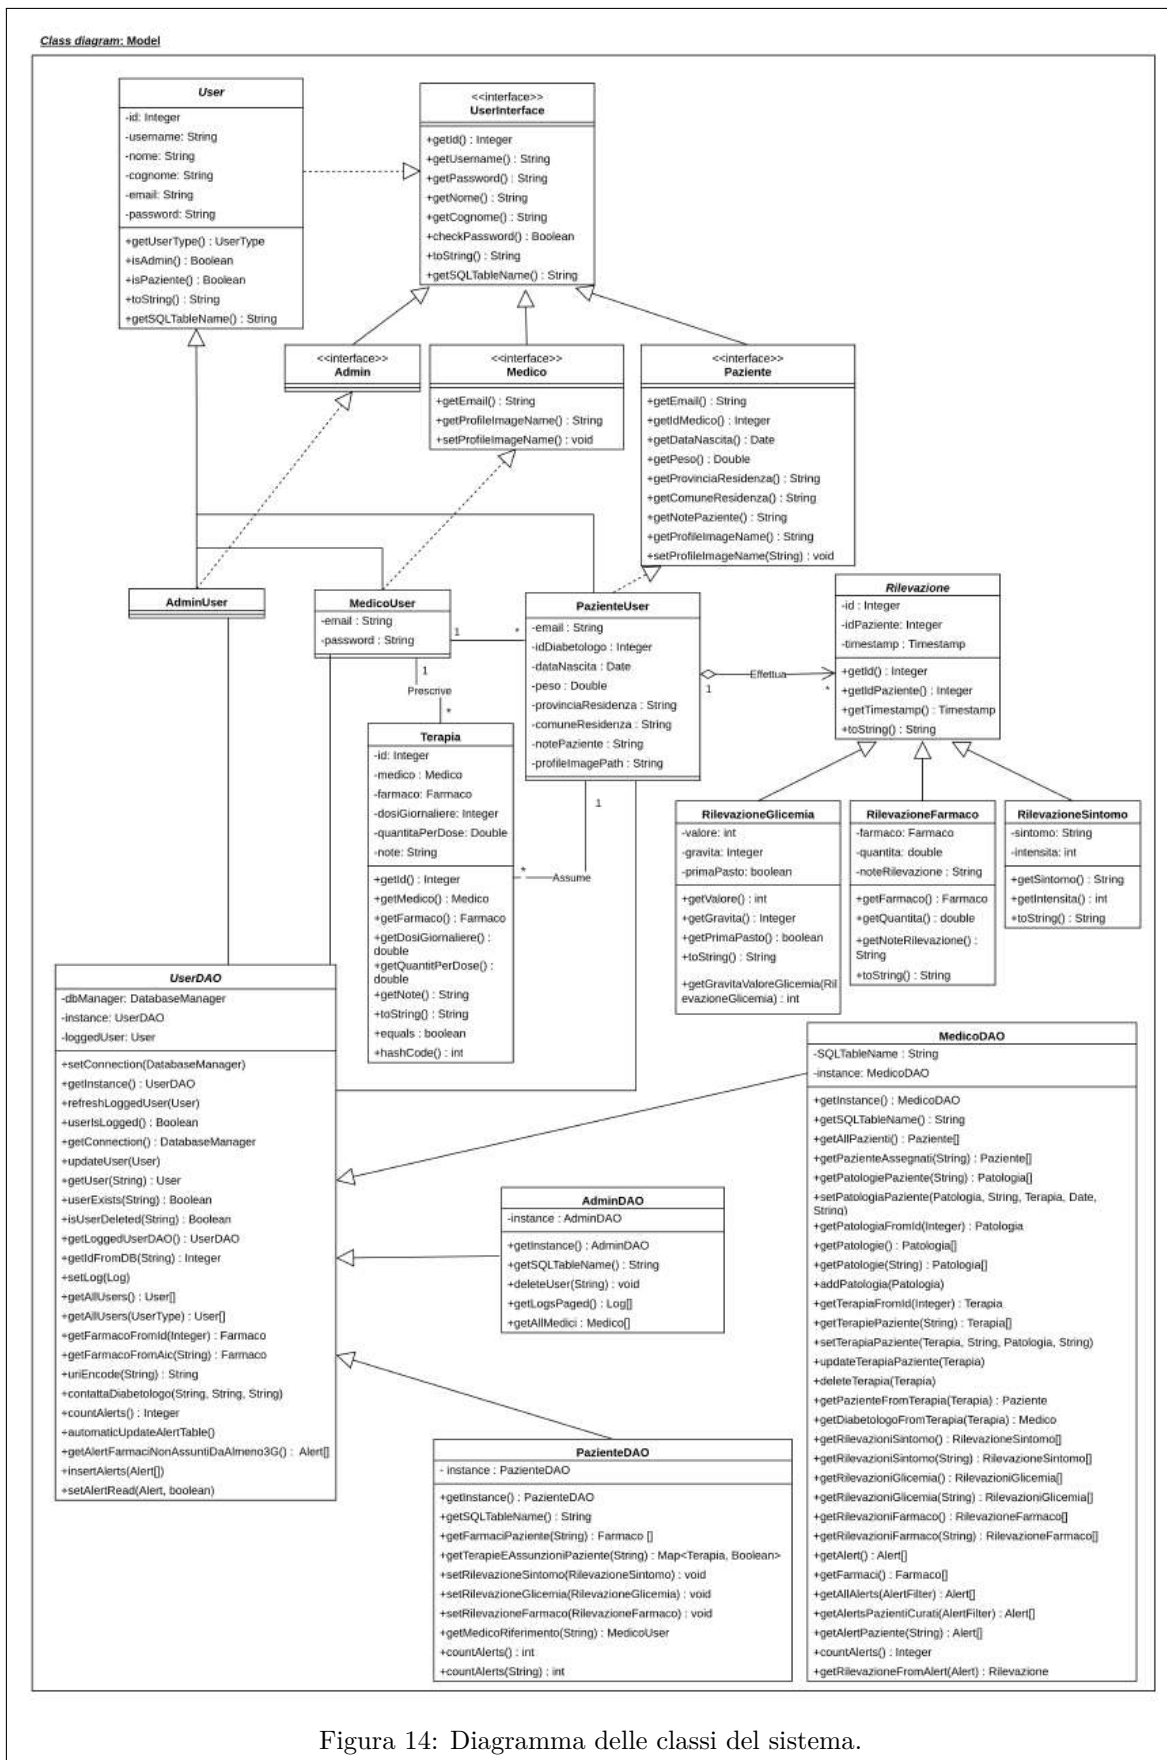 Class diagram: Model
User
-id: Integer
-username: String
-nome: String
-cognome: String
-email: String
-password: String
+getUserType() : UserType
+isAdmin() : Boolean
+isPaziente() : Boolean
+toString() : String
+getSQLTableName() : String
<<interface>>
UserInterface
+getId() : Integer
+getUsername() : String
+getPassword() : String
+getNome() : String
+getCognome() : String
+checkPassword() : Boolean
+toString() : String
+getSQLTableName() : String
<<interface>>
Admin
<<interface>>
Medico
+getEmail() : String
+getProfileImageName() : String
+setProfileImageName() : void
<<interface>>
Paziente
+getEmail() : String
+getIdMedico() : Integer
+getDataNascita() : Date
+getPeso() : Double
+getProvinciaResidenza() : String
+getComuneResidenza() : String
+getNotePaziente() : String
+getProfileImageName() : String
+setProfileImageName(String) : void
AdminUser
MedicoUser
-email : String
-password : String
1
*
PazienteUser
-email : String
-idDiabetologo : Integer
-dataNascita : Date
-peso : Double
-provinciaResidenza : String
-comuneResidenza : String
-notePaziente : String
-profileImagePath : String
1
Effettua
*
Rilevazione
-id : Integer
-idPaziente: Integer
-timestamp : Timestamp
+getId() : Integer
+getIdPaziente() : Integer
+getTimestamp() : Timestamp
+toString() : String
1
Prescrive
*
Terapia
-id: Integer
-medico : Medico
-farmaco: Farmaco
-dosiGiornaliere: Integer
-quantitaPerDose: Double
-note: String
+getId() : Integer
+getMedico() : Medico
+getFarmaco() : Farmaco
+getDosiGiornaliere() :
double
+getQuantitPerDose() :
double
+getNote() : String
+toString() : String
+equals : boolean
+hashCode() : int
1
*
Assume
RilevazioneGlicemia
-valore: int
-gravita: Integer
-primaPasto: boolean
+getValore() : int
+getGravita() : Integer
+getPrimaPasto() : boolean
+toString() : String
+getGravitaValoreGlicemia(Ril
evazioneGlicemia) : int
RilevazioneFarmaco
-farmaco: Farmaco
-quantita: double
-noteRilevazione : String
+getFarmaco() : Farmaco
+getQuantita() : double
+getNoteRilevazione() :
String
+toString() : String
RilevazioneSintomo
-sintomo: String
-intensita: int
+getSintomo() : String
+getIntensita() : int
+toString() : String
UserDAO
-dbManager: DatabaseManager
-instance: UserDAO
-loggedUser: User
+setConnection(DatabaseManager)
+getInstance() : UserDAO
+refreshLoggedUser(User)
+userIsLogged() : Boolean
+getConnection() : DatabaseManager
+updateUser(User)
+getUser(String) : User
+userExists(String) : Boolean
+isUserDeleted(String) : Boolean
+getLoggedUserDAO() : UserDAO
+getIdFromDB(String) : Integer
+setLog(Log)
+getAllUsers() : User[]
+getAllUsers(UserType) : User[]
+getFarmacoFromId(Integer) : Farmaco
+getFarmacoFromAic(String) : Farmaco
+uriEncode(String) : String
+contattaDiabetologo(String, String, String)
+countAlerts() : Integer
+automaticUpdateAlertTable()
+getAlertFarmaciNonAssuntiDaAlmeno3G() : Alert[]
+insertAlerts(Alert[])
+setAlertRead(Alert, boolean)
AdminDAO
-instance : AdminDAO
+getInstance() : AdminDAO
+getSQLTableName() : String
+deleteUser(String) : void
+getLogsPaged() : Log[]
+getAllMedici : Medico[]
PazienteDAO
- instance : PazienteDAO
+getInstance() : PazienteDAO
+getSQLTableName() : String
+getFarmaciPaziente(String) : Farmaco []
+getTerapieEAssunzioniPaziente(String) : Map<Terapia, Boolean>
+setRilevazioneSintomo(RilevazioneSintomo) : void
+setRilevazioneGlicemia(RilevazioneGlicemia) : void
+setRilevazioneFarmaco(RilevazioneFarmaco) : void
+getMedicoRiferimento(String) : MedicoUser
+countAlerts() : int
+countAlerts(String) : int
MedicoDAO
-SQLTableName : String
-instance: MedicoDAO
+getInstance() : MedicoDAO
+getSQLTableName() : String
+getAllPazienti() : Paziente[]
+getPazienteAssegnati(String) : Paziente[]
+getPatologiePaziente(String) : Patologia[]
+setPatologiaPaziente(Patologia, String, Terapia, Date,
String)
+getPatologiaFromId(Integer) : Patologia
+getPatologie() : Patologia[]
+getPatologie(String) : Patologia[]
+addPatologia(Patologia)
+getTerapiaFromId(Integer) : Terapia
+getTerapiePaziente(String) : Terapia[]
+setTerapiaPaziente(Terapia, String, Patologia, String)
+updateTerapiaPaziente(Terapia)
+deleteTerapia(Terapia)
+getPazienteFromTerapia(Terapia) : Paziente
+getDiabetologoFromTerapia(Terapia) : Medico
+getRilevazioniSintomo() : RilevazioneSintomo[]
+getRilevazioniSintomo(String) : RilevazioneSintomo[]
+getRilevazioniGlicemia() : RilevazioniGlicemia[]
+getRilevazioniGlicemia(String) : RilevazioniGlicemia[]
+getRilevazioniFarmaco() : RilevazioneFarmaco[]
+getRilevazioniFarmaco(String) : RilevazioneFarmaco[]
+getAlert() : Alert[]
+getFarmaci() : Farmaco[]
+getAllAlerts(AlertFilter) : Alert[]
+getAlertsPazientiCurati(AlertFilter) : Alert[]
+getAlertPaziente(String) : Alert[]
+countAlerts() : Integer
+getRilevazioneFromAlert(Alert) : Rilevazione
Figura 14: Diagramma delle classi del sistema.